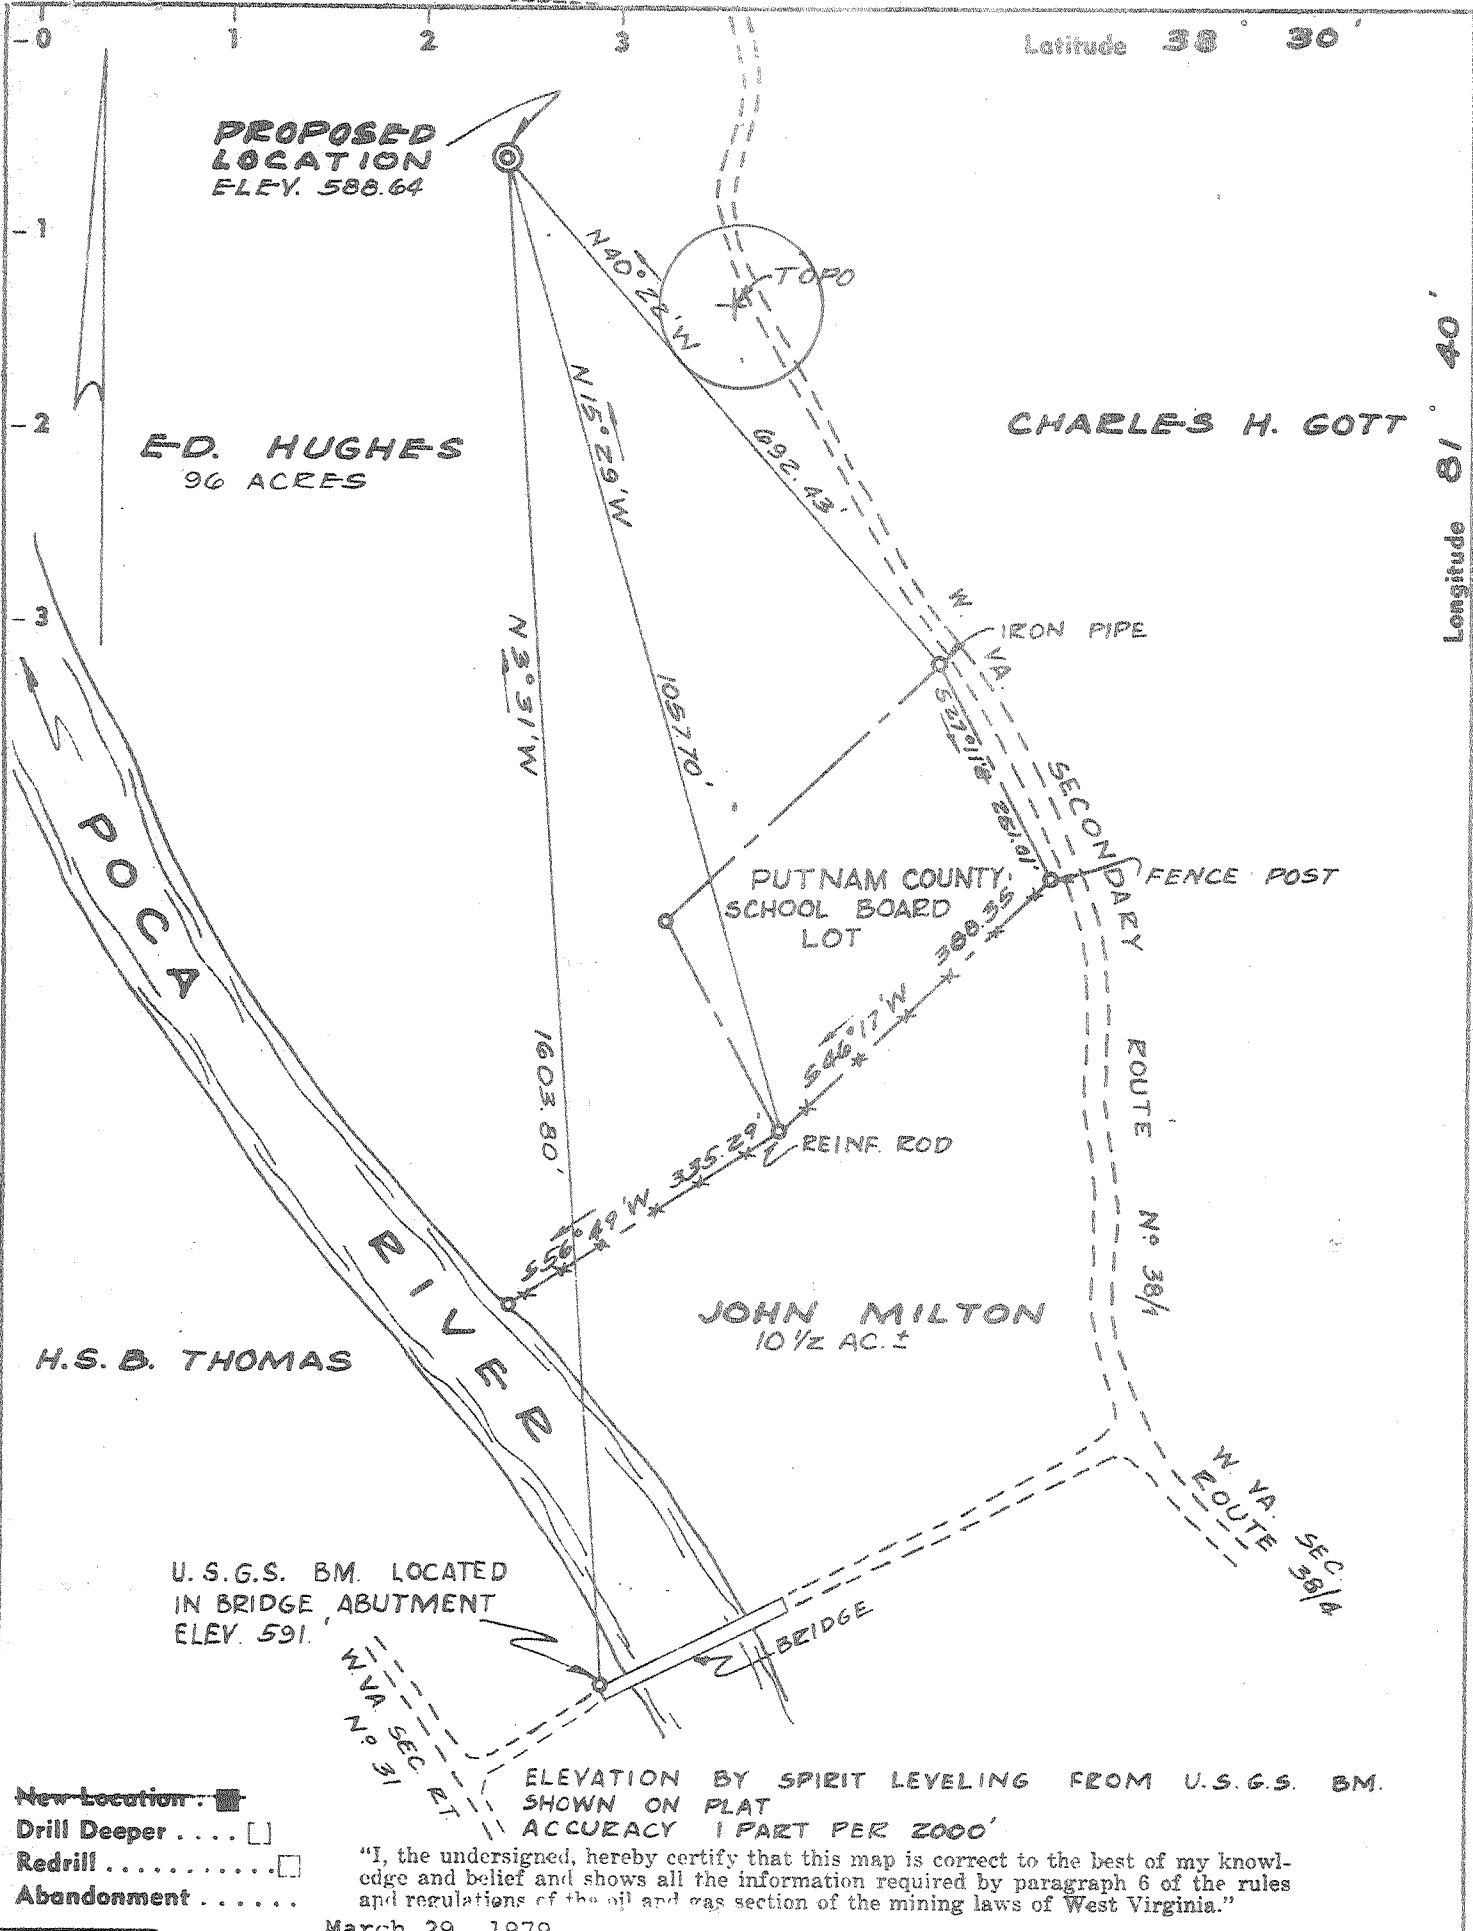 -0 1 2 3 Latitude 38° 30'
PROPOSED
LOCATION
ELEV. 588.64
-1
N 40° 22' W
TOPO
Longitude 81° 40'
-2
ED. HUGHES
96 ACRES
N 15° 29' W
692.43'
CHARLES H. GOTT
-3
N 3° 31' W
1057.70'
IRON PIPE
S 27° 11' E 281.01'
W. VA. SECONDARY ROUTE No. 38/1
PUTNAM COUNTY
SCHOOL BOARD
LOT
FENCE POST
S 46° 17' W 388.35
POCA RIVER
1603.80'
REINF. ROD
S 56° 49' W 335.29'
JOHN MILTON
10 1/2 AC. ±
H.S.B. THOMAS
W. VA. SEC.
ROUTE 38/4
U.S.G.S. BM. LOCATED
IN BRIDGE ABUTMENT
ELEV. 591.'
BRIDGE
W. VA. SEC. RT.
No. 31
ELEVATION BY SPIRIT LEVELING FROM U.S.G.S. BM.
SHOWN ON PLAT
ACCURACY 1 PART PER 2000'
New Location . ■
Drill Deeper . . . . [ ]
Redrill . . . . . . . . . . . . □
Abandonment . . . . . .
"I, the undersigned, hereby certify that this map is correct to the best of my knowl-
edge and belief and shows all the information required by paragraph 6 of the rules
and regulations of the oil and gas section of the mining laws of West Virginia."
March 29, 1979